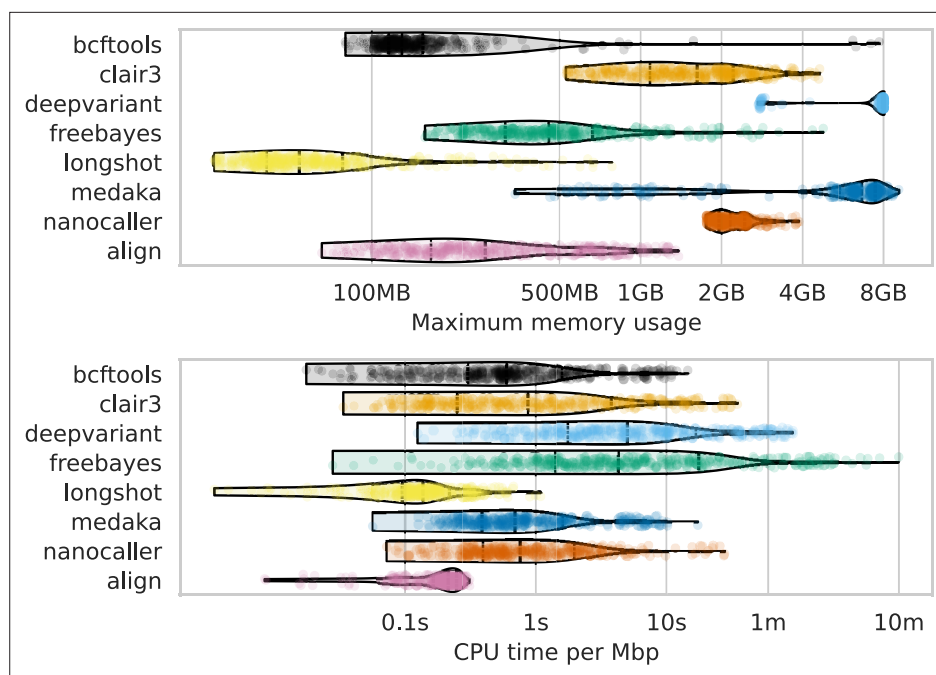 bcftools
clair3
deepvariant
freebayes
longshot
medaka
nanocaller
align
100MB 500MB 1GB 2GB 4GB 8GB
Maximum memory usage
bcftools
clair3
deepvariant
freebayes
longshot
medaka
nanocaller
align
0.1s 1s 10s 1m 10m
CPU time per Mbp